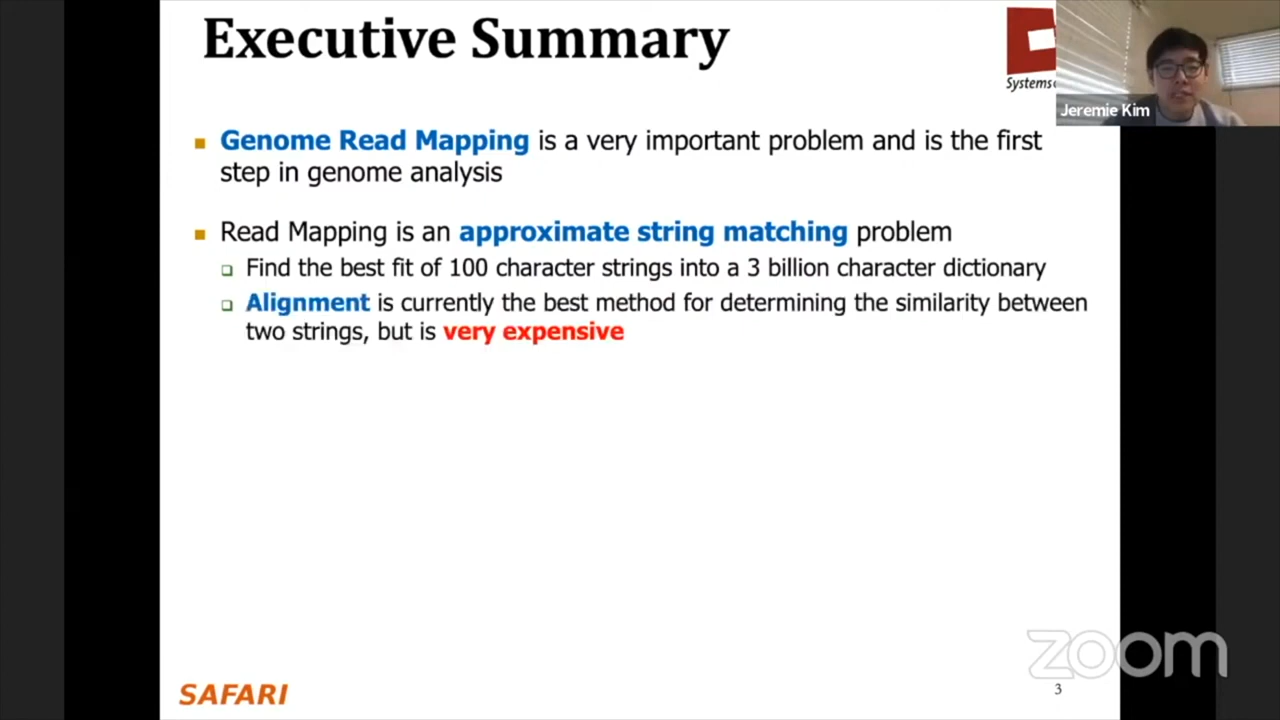 Executive Summary
Systems
Jeremie Kim
Genome Read Mapping is a very important problem and is the first
step in genome analysis
Read Mapping is an approximate string matching problem
Find the best fit of 100 character strings into a 3 billion character dictionary
Alignment is currently the best method for determining the similarity between
two strings, but is very expensive
zoom
SAFARI
3